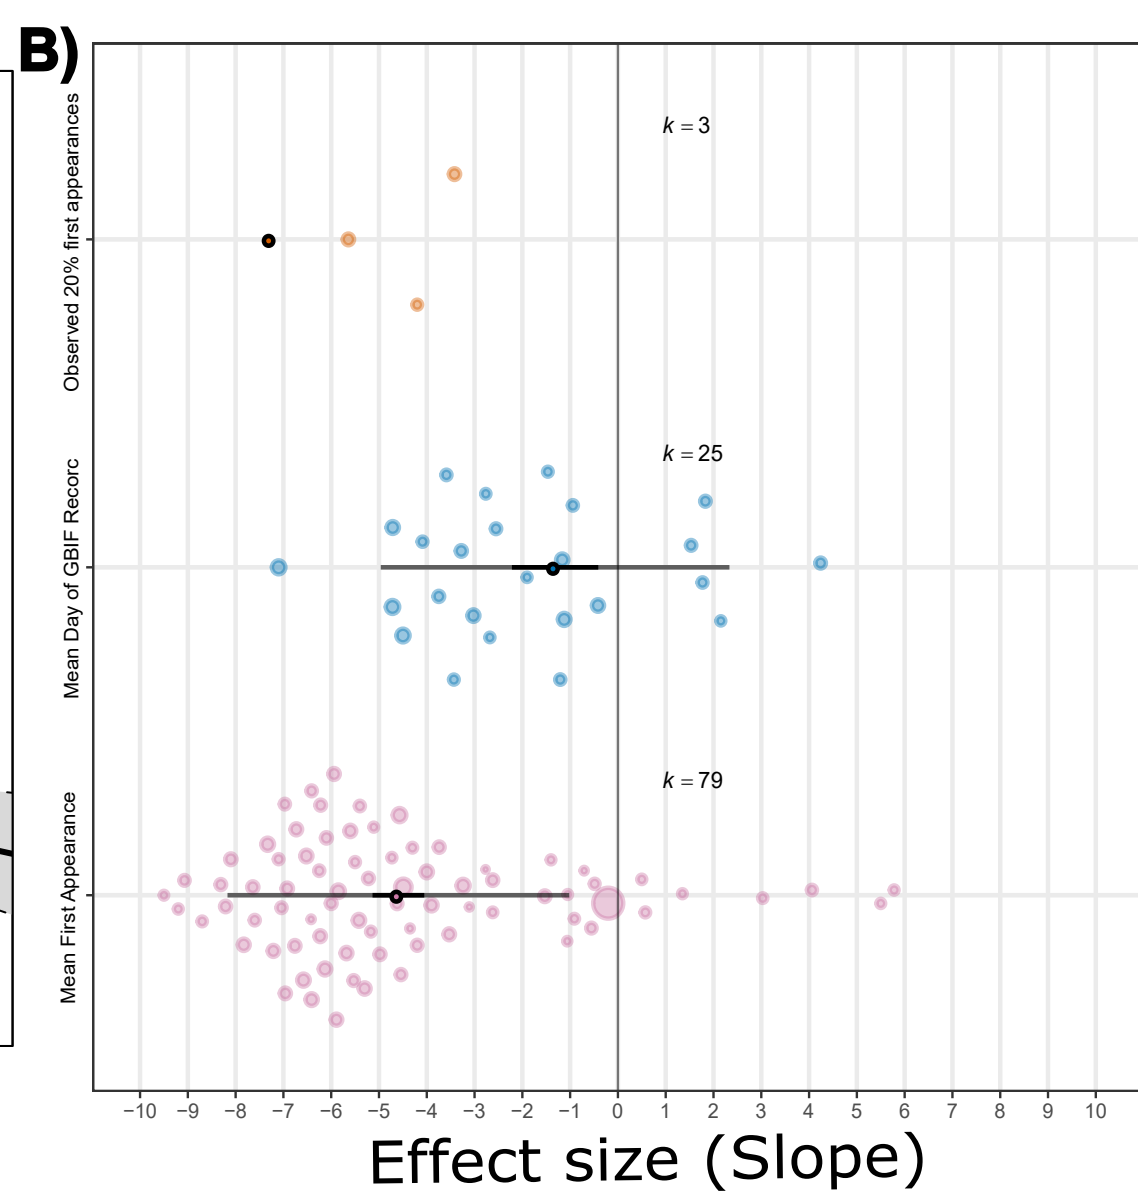 B)
Observed 20% first appearances
k = 3
Mean Day of GBIF Recorc
k = 25
Mean First Appearance
k = 79
−10 −9 −8 −7 −6 −5 −4 −3 −2 −1 0 1 2 3 4 5 6 7 8 9 10
Effect size (Slope)